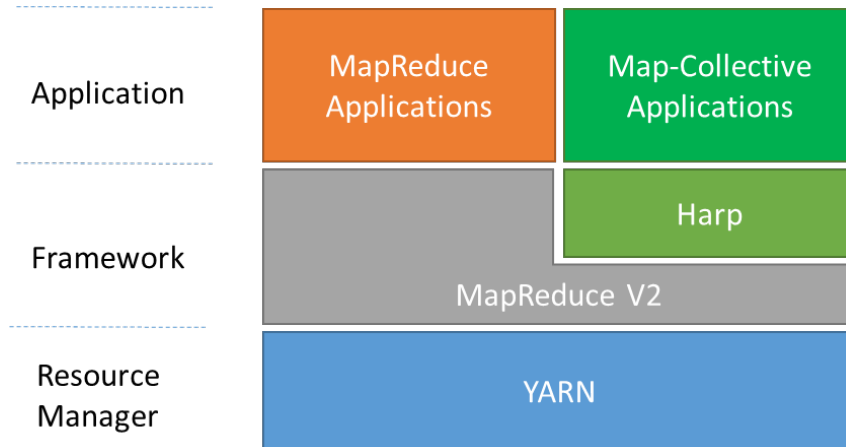 Application
MapReduce
Applications
Map-Collective
Applications
Framework
Harp
MapReduce V2
Resource
Manager
YARN